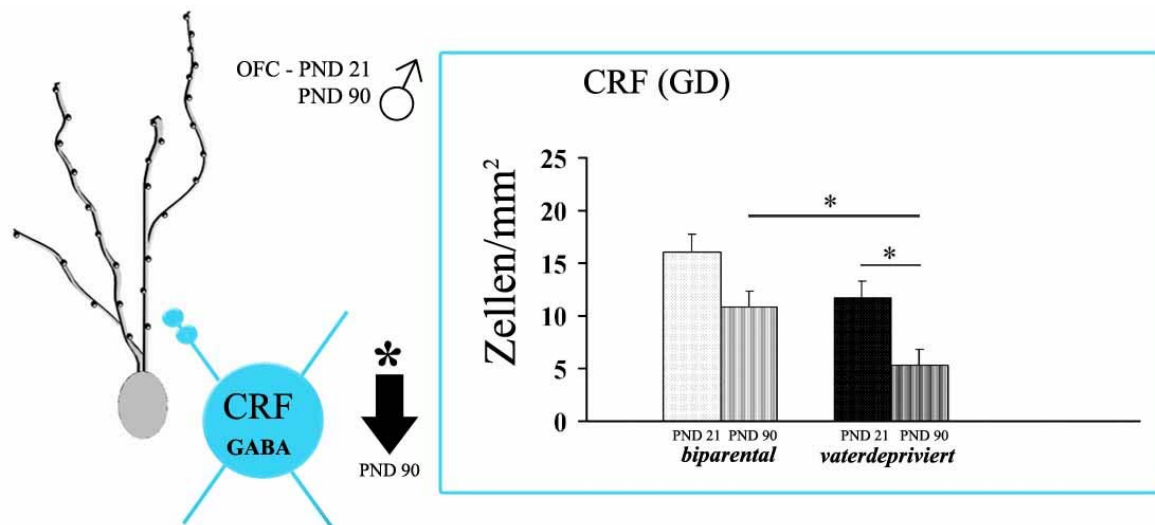 OFC - PND 21
PND 90
CRF
GABA
*
PND 90
CRF (GD)
Zellen/mm²
25
20
15
10
5
0
*
*
PND 21 PND 90 PND 21 PND 90
biparental vaterdepriviert